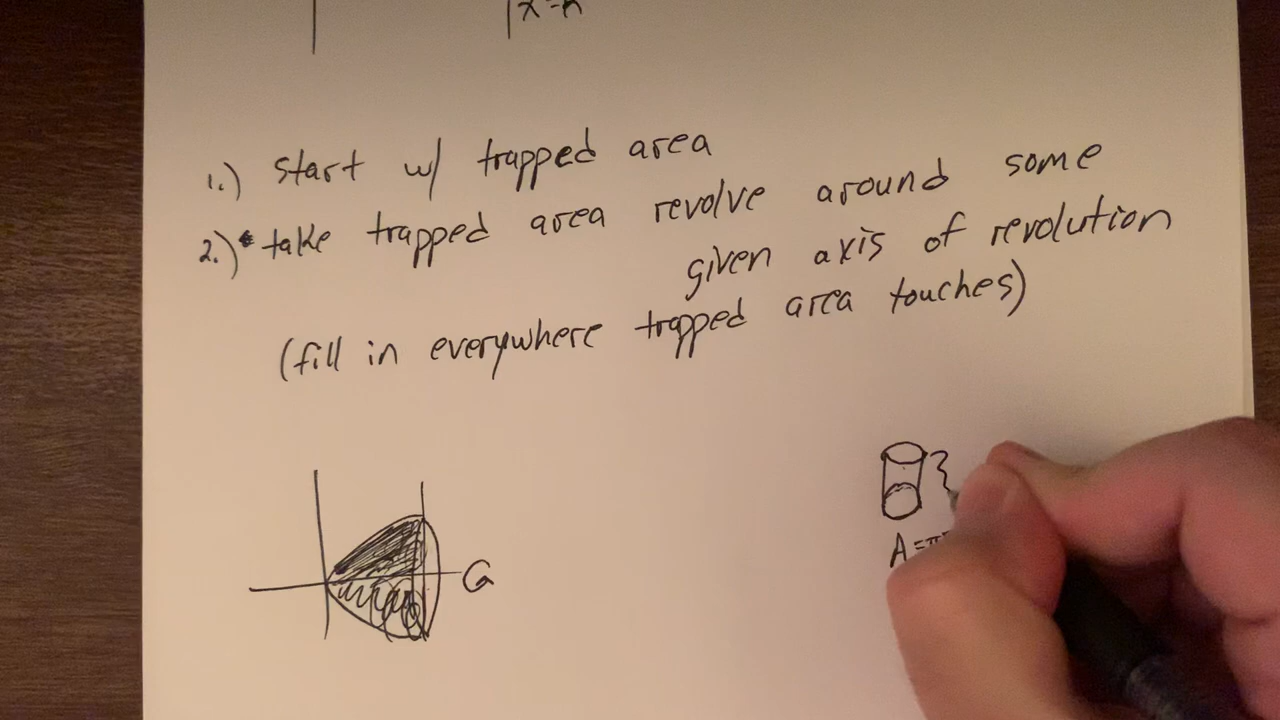 1.) start w/ trapped area
2.) take trapped area revolve around some
given axis of revolution
(fill in everywhere trapped area touches)
A=π